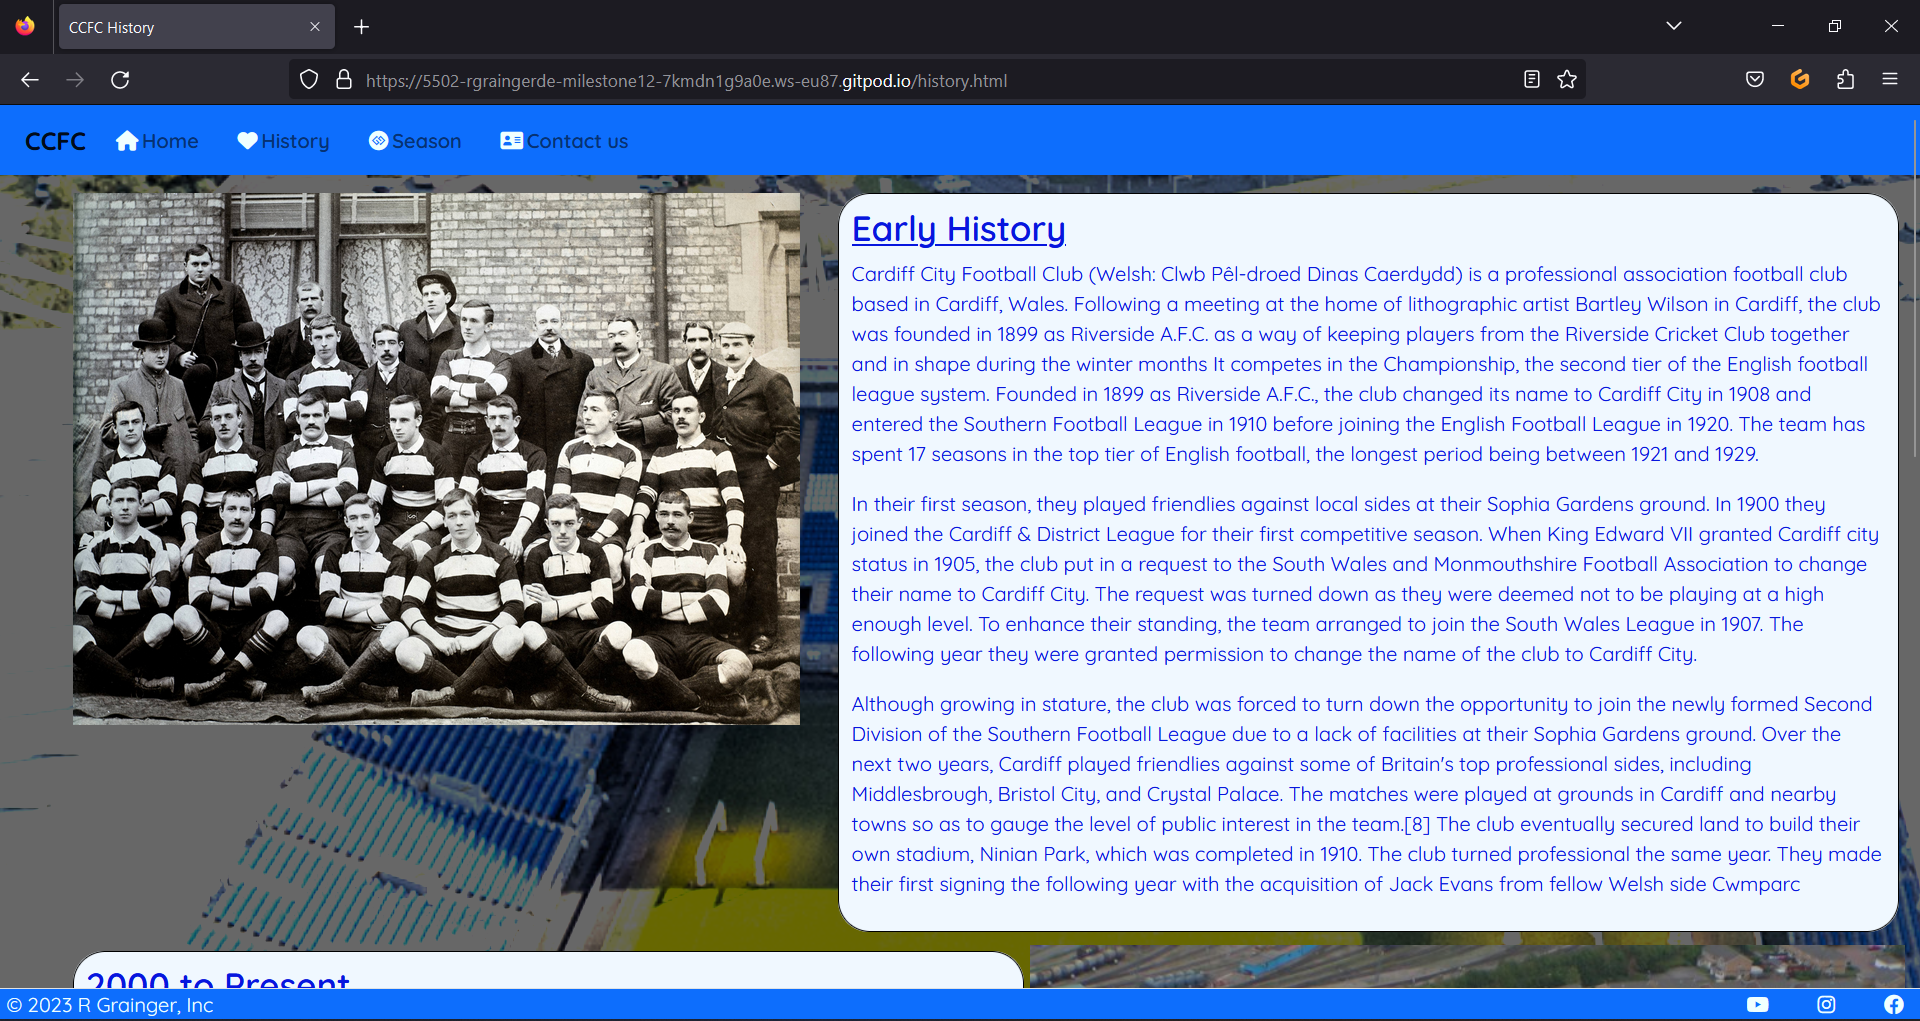 CCFC History
https://5502-rgraingerde-milestone12-7kmdn1g9a0e.ws-eu87.gitpod.io/history.html
CCFC Home History Season Contact us
Early History
Cardiff City Football Club (Welsh: Clwb Pêl-droed Dinas Caerdydd) is a professional association football club
based in Cardiff, Wales. Following a meeting at the home of lithographic artist Bartley Wilson in Cardiff, the club
was founded in 1899 as Riverside A.F.C. as a way of keeping players from the Riverside Cricket Club together
and in shape during the winter months It competes in the Championship, the second tier of the English football
league system. Founded in 1899 as Riverside A.F.C., the club changed its name to Cardiff City in 1908 and
entered the Southern Football League in 1910 before joining the English Football League in 1920. The team has
spent 17 seasons in the top tier of English football, the longest period being between 1921 and 1929.
In their first season, they played friendlies against local sides at their Sophia Gardens ground. In 1900 they
joined the Cardiff & District League for their first competitive season. When King Edward VII granted Cardiff city
status in 1905, the club put in a request to the South Wales and Monmouthshire Football Association to change
their name to Cardiff City. The request was turned down as they were deemed not to be playing at a high
enough level. To enhance their standing, the team arranged to join the South Wales League in 1907. The
following year they were granted permission to change the name of the club to Cardiff City.
Although growing in stature, the club was forced to turn down the opportunity to join the newly formed Second
Division of the Southern Football League due to a lack of facilities at their Sophia Gardens ground. Over the
next two years, Cardiff played friendlies against some of Britain's top professional sides, including
Middlesbrough, Bristol City, and Crystal Palace. The matches were played at grounds in Cardiff and nearby
towns so as to gauge the level of public interest in the team.[8] The club eventually secured land to build their
own stadium, Ninian Park, which was completed in 1910. The club turned professional the same year. They made
their first signing the following year with the acquisition of Jack Evans from fellow Welsh side Cwmparc
2000 to Present
© 2023 R Grainger, Inc